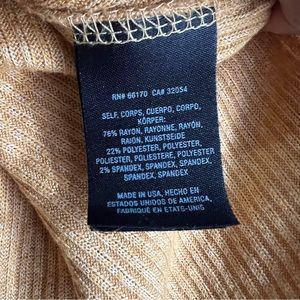 RN# 66170 CA# 32054
SELF, CORPS, CUERPO, CORPO,
KÖRPER:
76% RAYON, RAYONNE, RAYÓN,
RAION, KUNSTSEIDE
22% POLYESTER, POLYESTER,
POLIÉSTER, POLIESTERE, POLYESTER
2% SPANDEX, SPANDEX, SPANDEX,
SPANDEX, SPANDEX
MADE IN USA, HECHO EN
ESTADOS UNIDOS DE AMERICA,
FABRIQUÉ EN ETATS-UNIS